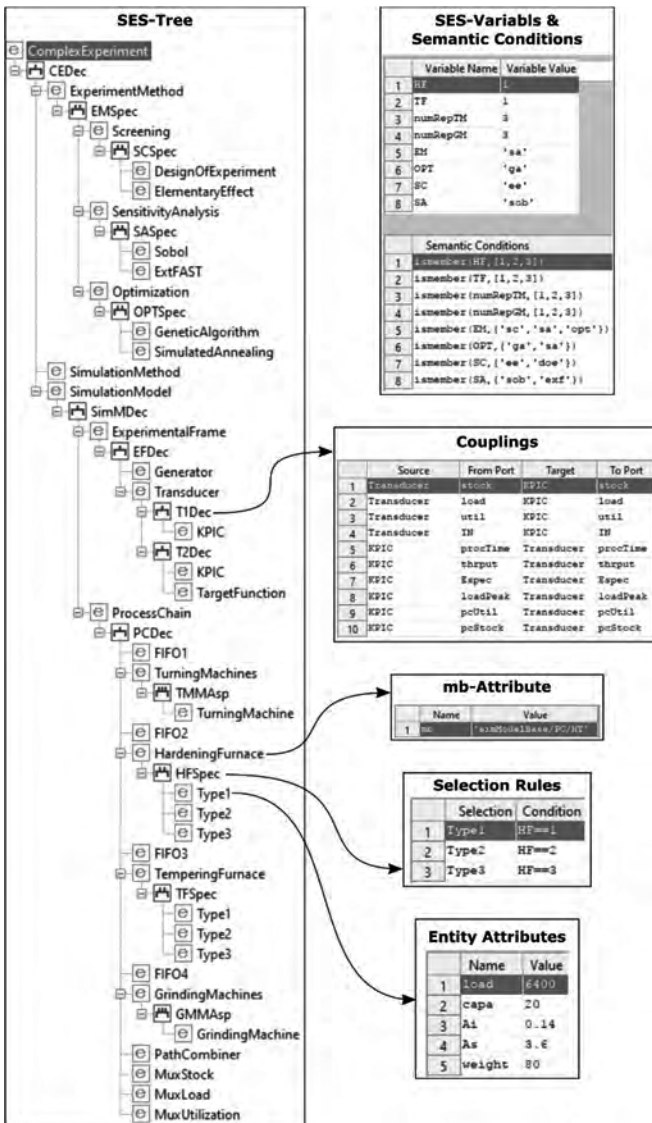 SES-Tree
ComplexExperiment
CEDec
ExperimentMethod
EMSpec
Screening
SCSpec
DesignOfExperiment
ElementaryEffect
SensitivityAnalysis
SASpec
Sobol
ExtFAST
Optimization
OPTSpec
GeneticAlgorithm
SimulatedAnnealing
SimulationMethod
SimulationModel
SimMDec
ExperimentalFrame
EFDec
Generator
Transducer
T1Dec
KPIC
T2Dec
KPIC
TargetFunction
ProcessChain
PCDec
FIFO1
TurningMachines
TMMAsp
TurningMachine
FIFO2
HardeningFurnace
HFSpec
Type1
Type2
Type3
FIFO3
TemperingFurnace
TFSpec
Type1
Type2
Type3
FIFO4
GrindingMachines
GMMAsp
GrindingMachine
PathCombiner
MuxStock
MuxLoad
MuxUtilization
SES-Variabls &
Semantic Conditions
Variable Name Variable Value
1 HF 1
2 TF 1
3 numRepTM 3
4 numRepGM 3
5 EM 'sa'
6 OPT 'ga'
7 SC 'ee'
8 SA 'sob'
Semantic Conditions
1 ismember(HF,[1,2,3])
2 ismember(TF,[1,2,3])
3 ismember(numRepTM,[1,2,3])
4 ismember(numRepGM,[1,2,3])
5 ismember(EM,{'sc','sa','opt'})
6 ismember(OPT,{'ga','sa'})
7 ismember(SC,{'ee','doe'})
8 ismember(SA,{'sob','exf'})
Couplings
Source From Port Target To Port
1 Transducer stock KPIC stock
2 Transducer load KPIC load
3 Transducer util KPIC util
4 Transducer IN KPIC IN
5 KPIC procTime Transducer procTime
6 KPIC thrput Transducer thrput
7 KPIC Espec Transducer Espec
8 KPIC loadPeak Transducer loadPeak
9 KPIC pcUtil Transducer pcUtil
10 KPIC pcStock Transducer pcStock
mb-Attribute
Name Value
1 mb 'simModelBase/PC/HT'
Selection Rules
Selection Condition
1 Type1 HF==1
2 Type2 HF==2
3 Type3 HF==3
Entity Attributes
Name Value
1 load 6400
2 capa 20
3 Ai 0.14
4 As 3.6
5 weight 80